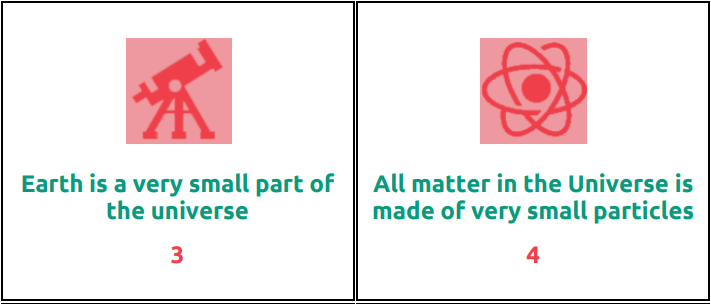 Earth is a very small part of
the universe
3
All matter in the Universe is
made of very small particles
4